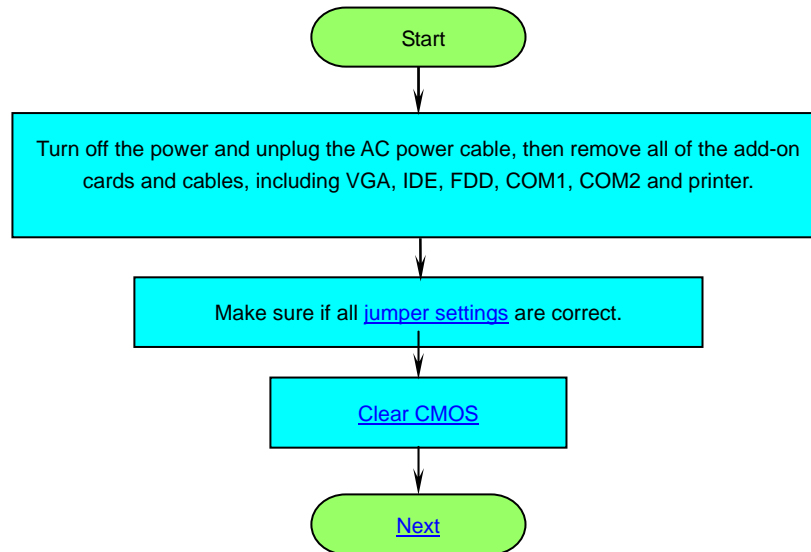 Start
Turn off the power and unplug the AC power cable, then remove all of the add-on
cards and cables, including VGA, IDE, FDD, COM1, COM2 and printer.
Make sure if all jumper settings are correct.
Clear CMOS
Next